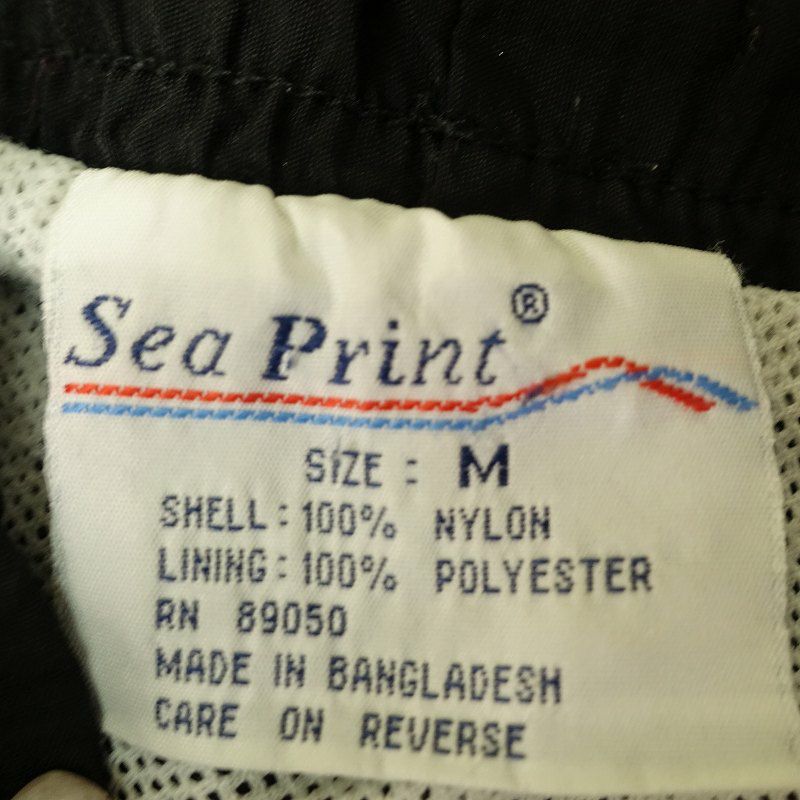 Sea Print®
SIZE : M
SHELL : 100% NYLON
LINING : 100% POLYESTER
RN 89050
MADE IN BANGLADESH
CARE ON REVERSE